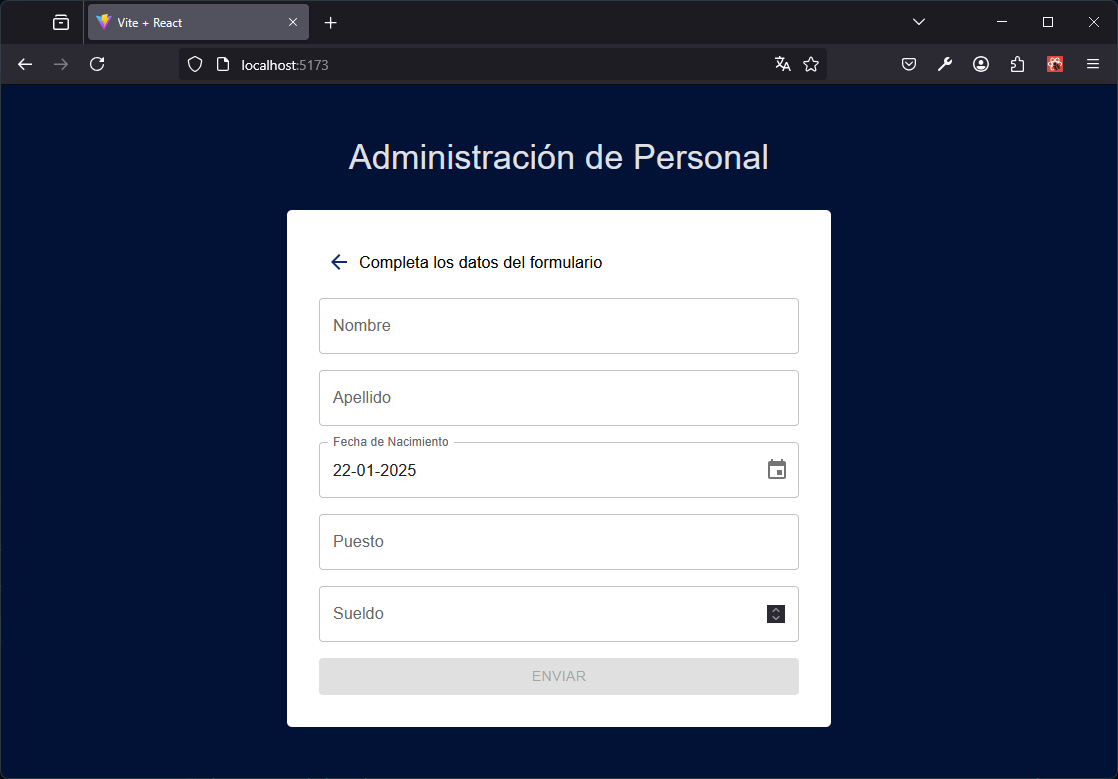 Vite + React
localhost:5173
Administración de Personal
Completa los datos del formulario
Nombre
Apellido
Fecha de Nacimiento
22-01-2025
Puesto
Sueldo
ENVIAR